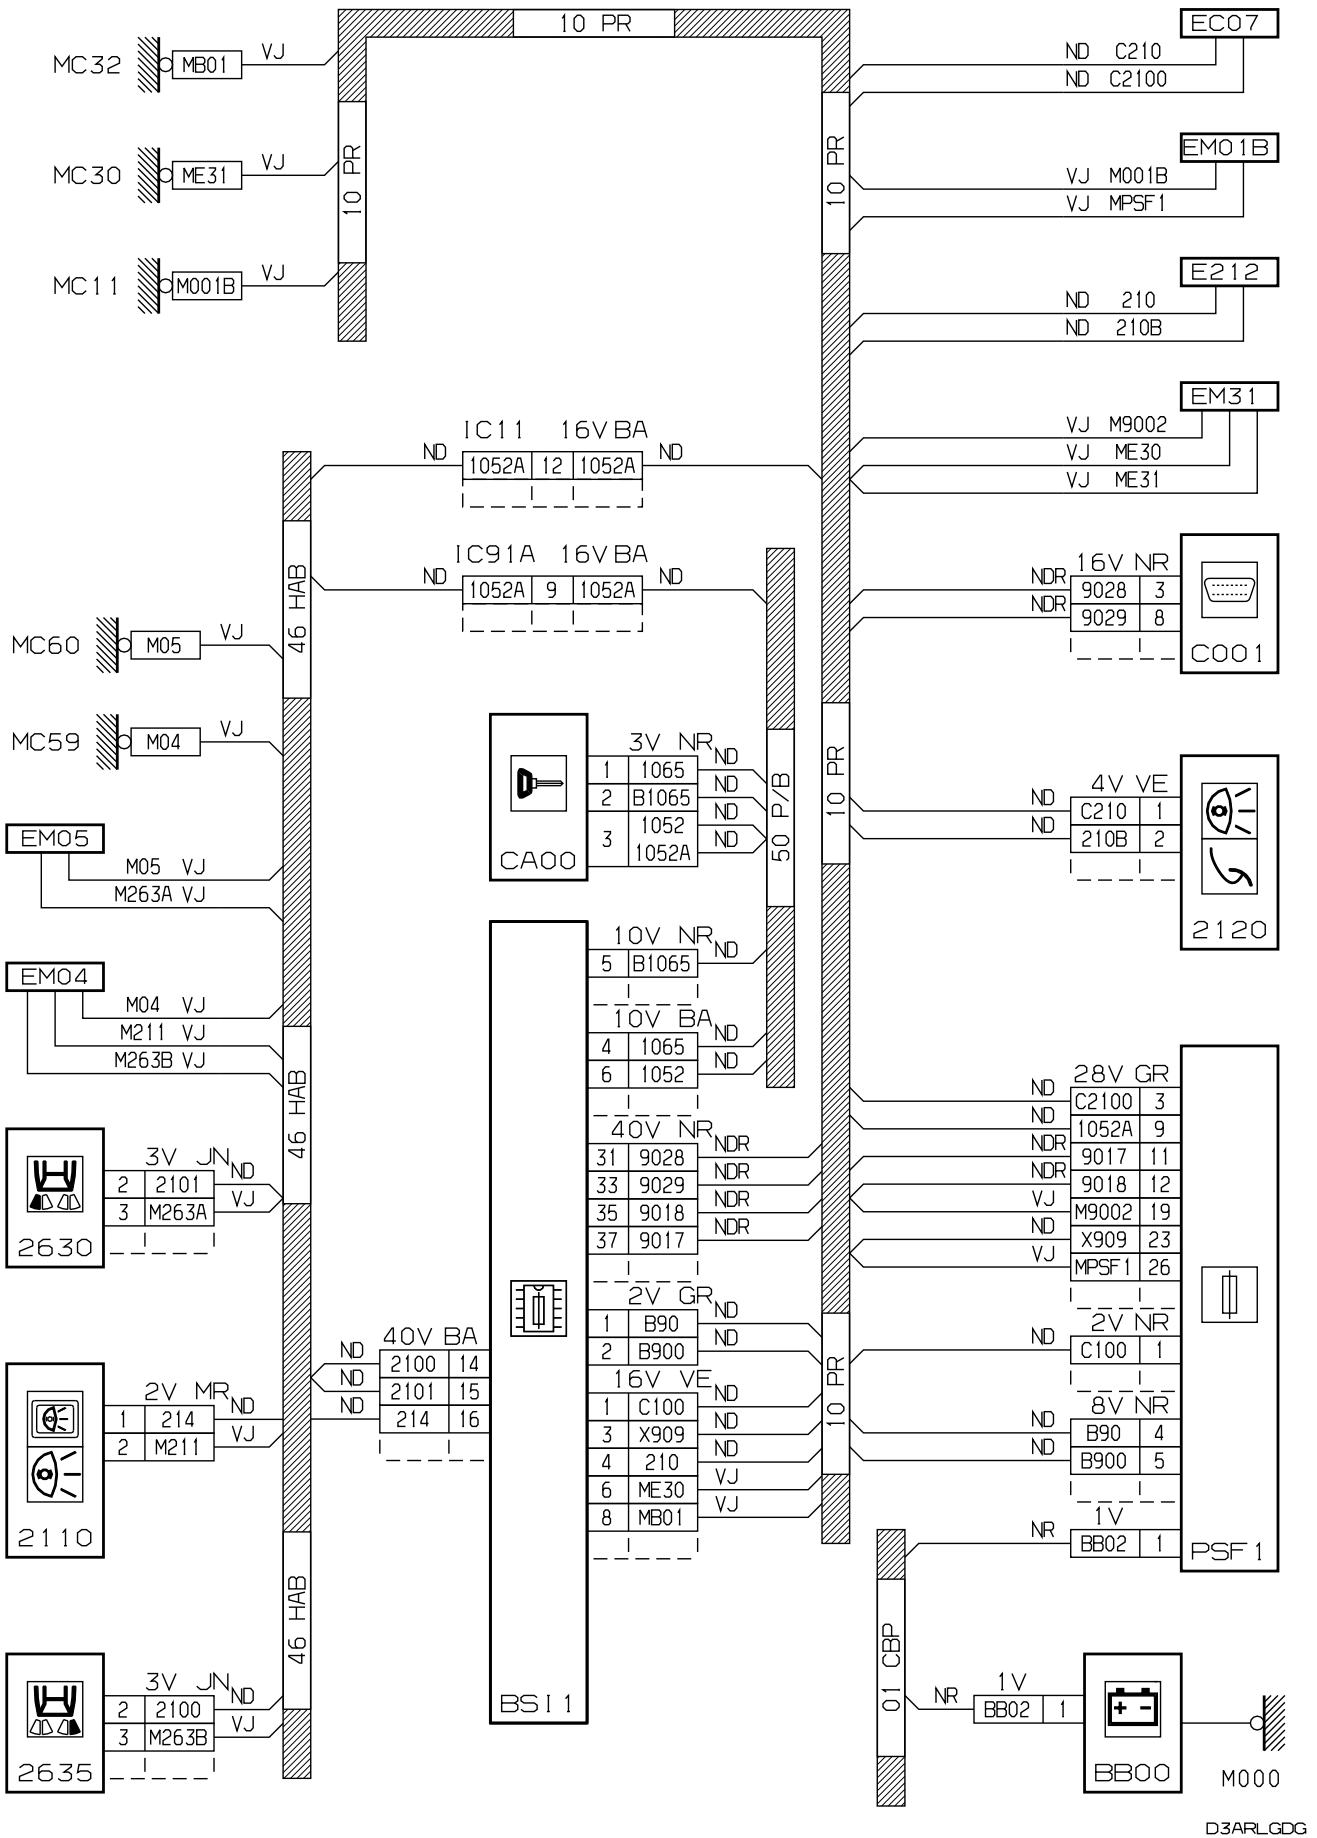 10 PR
EC07
MC32 MB01 VJ
ND C210
ND C2100
10 PR
10 PR
EM01B
MC30 ME31 VJ
VJ M001B
VJ MPSF1
E212
MC11 M001B VJ
ND 210
ND 210B
EM31
VJ M9002
VJ ME30
VJ ME31
IC11 16V BA
ND 1052A 12 1052A ND
IC91A 16V BA
ND 1052A 9 1052A ND
16V NR
NDR 9028 3
NDR 9029 8
C001
46 HAB
MC60 M05 VJ
MC59 M04 VJ
3V NR
1 1065 ND
2 B1065 ND
3 1052 ND
1052A ND
CA00
50 P/B
10 PR
4V VE
ND C210 1
ND 210B 2
2120
EM05
M05 VJ
M263A VJ
10V NR
5 B1065 ND
EM04
M04 VJ
M211 VJ
M263B VJ
10V BA
4 1065 ND
6 1052 ND
46 HAB
28V GR
ND C2100 3
ND 1052A 9
NDR 9017 11
NDR 9018 12
VJ M9002 19
ND X909 23
VJ MPSF1 26
40V NR
31 9028 NDR
33 9029 NDR
35 9018 NDR
37 9017 NDR
3V JN
2 2101 ND
3 M263A VJ
2630
2V GR
1 B90 ND
2 B900 ND
2V NR
ND C100 1
40V BA
ND 2100 14
ND 2101 15
ND 214 16
10 PR
16V VE
1 C100 ND
3 X909 ND
4 210 ND
6 ME30 VJ
8 MB01 VJ
2V MR
1 214 ND
2 M211 VJ
2110
8V NR
ND B90 4
ND B900 5
1V
NR BB02 1
PSF1
46 HAB
01 CBP
3V JN
2 2100 ND
3 M263B VJ
2635
BSI1
1V
NR BB02 1
BB00
M000
D3ARLGDG